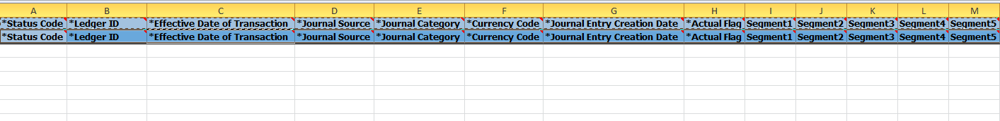 A B C D E F G H I J K L M
*Status Code *Ledger ID *Effective Date of Transaction *Journal Source *Journal Category *Currency Code *Journal Entry Creation Date *Actual Flag Segment1 Segment2 Segment3 Segment4 Segment5
*Status Code *Ledger ID *Effective Date of Transaction *Journal Source *Journal Category *Currency Code *Journal Entry Creation Date *Actual Flag Segment1 Segment2 Segment3 Segment4 Segment5